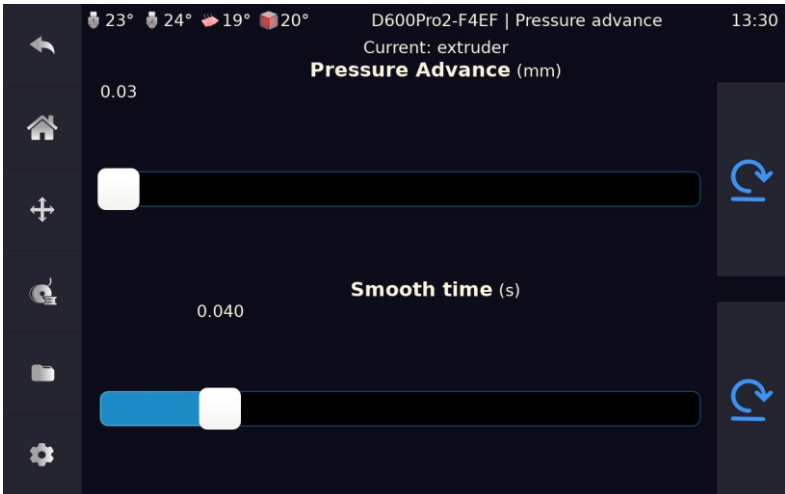 23° 24° 19° 20° D600Pro2-F4EF | Pressure advance 13:30
Current: extruder
Pressure Advance (mm)
0.03
Smooth time (s)
0.040